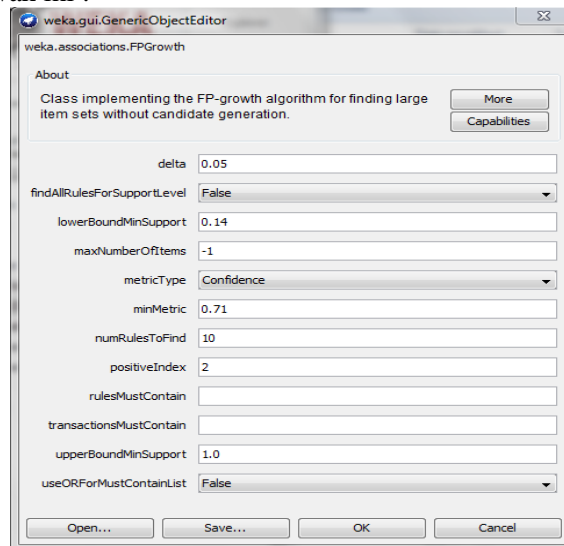 weka.gui.GenericObjectEditor
weka.associations.FPGrowth
About
Class implementing the FP-growth algorithm for finding large
item sets without candidate generation.
More
Capabilities
delta 0.05
findAllRulesForSupportLevel False
lowerBoundMinSupport 0.14
maxNumberOfItems -1
metricType Confidence
minMetric 0.71
numRulesToFind 10
positiveIndex 2
rulesMustContain
transactionsMustContain
upperBoundMinSupport 1.0
useORForMustContainList False
Open... Save... OK Cancel